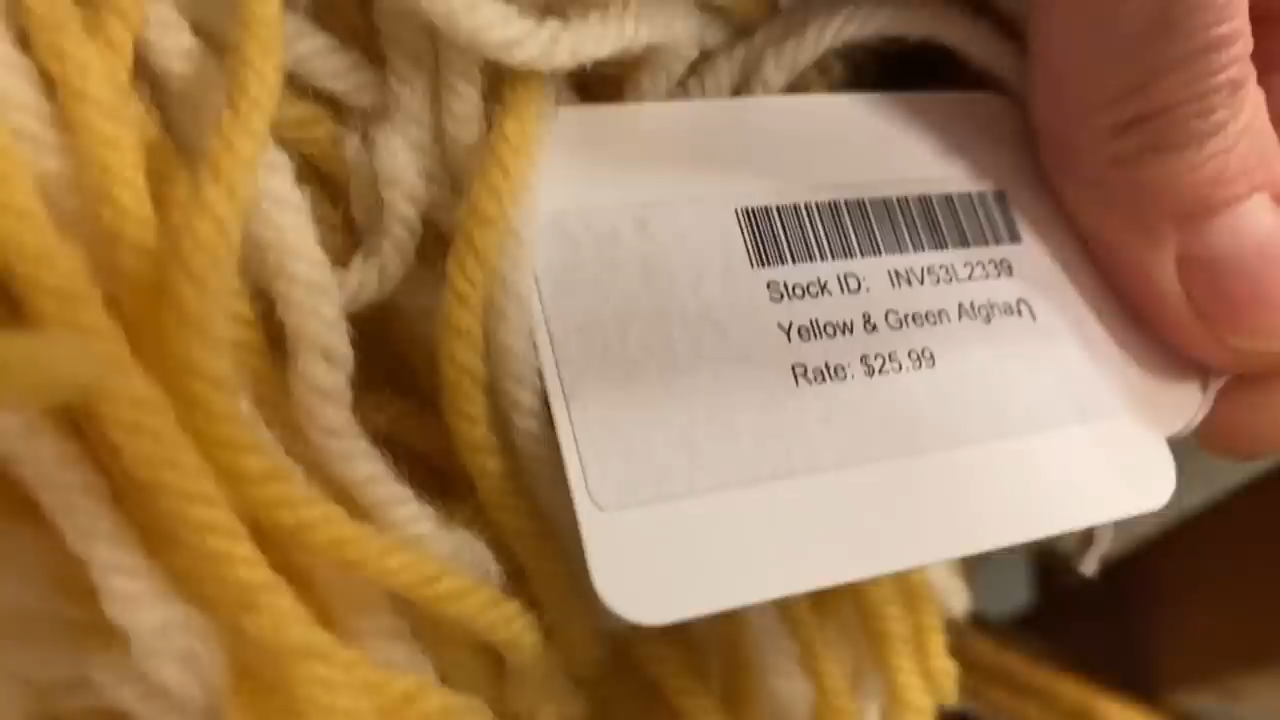 Stock ID: INV53L2339
Yellow & Green Afghan
Rate: $25.99